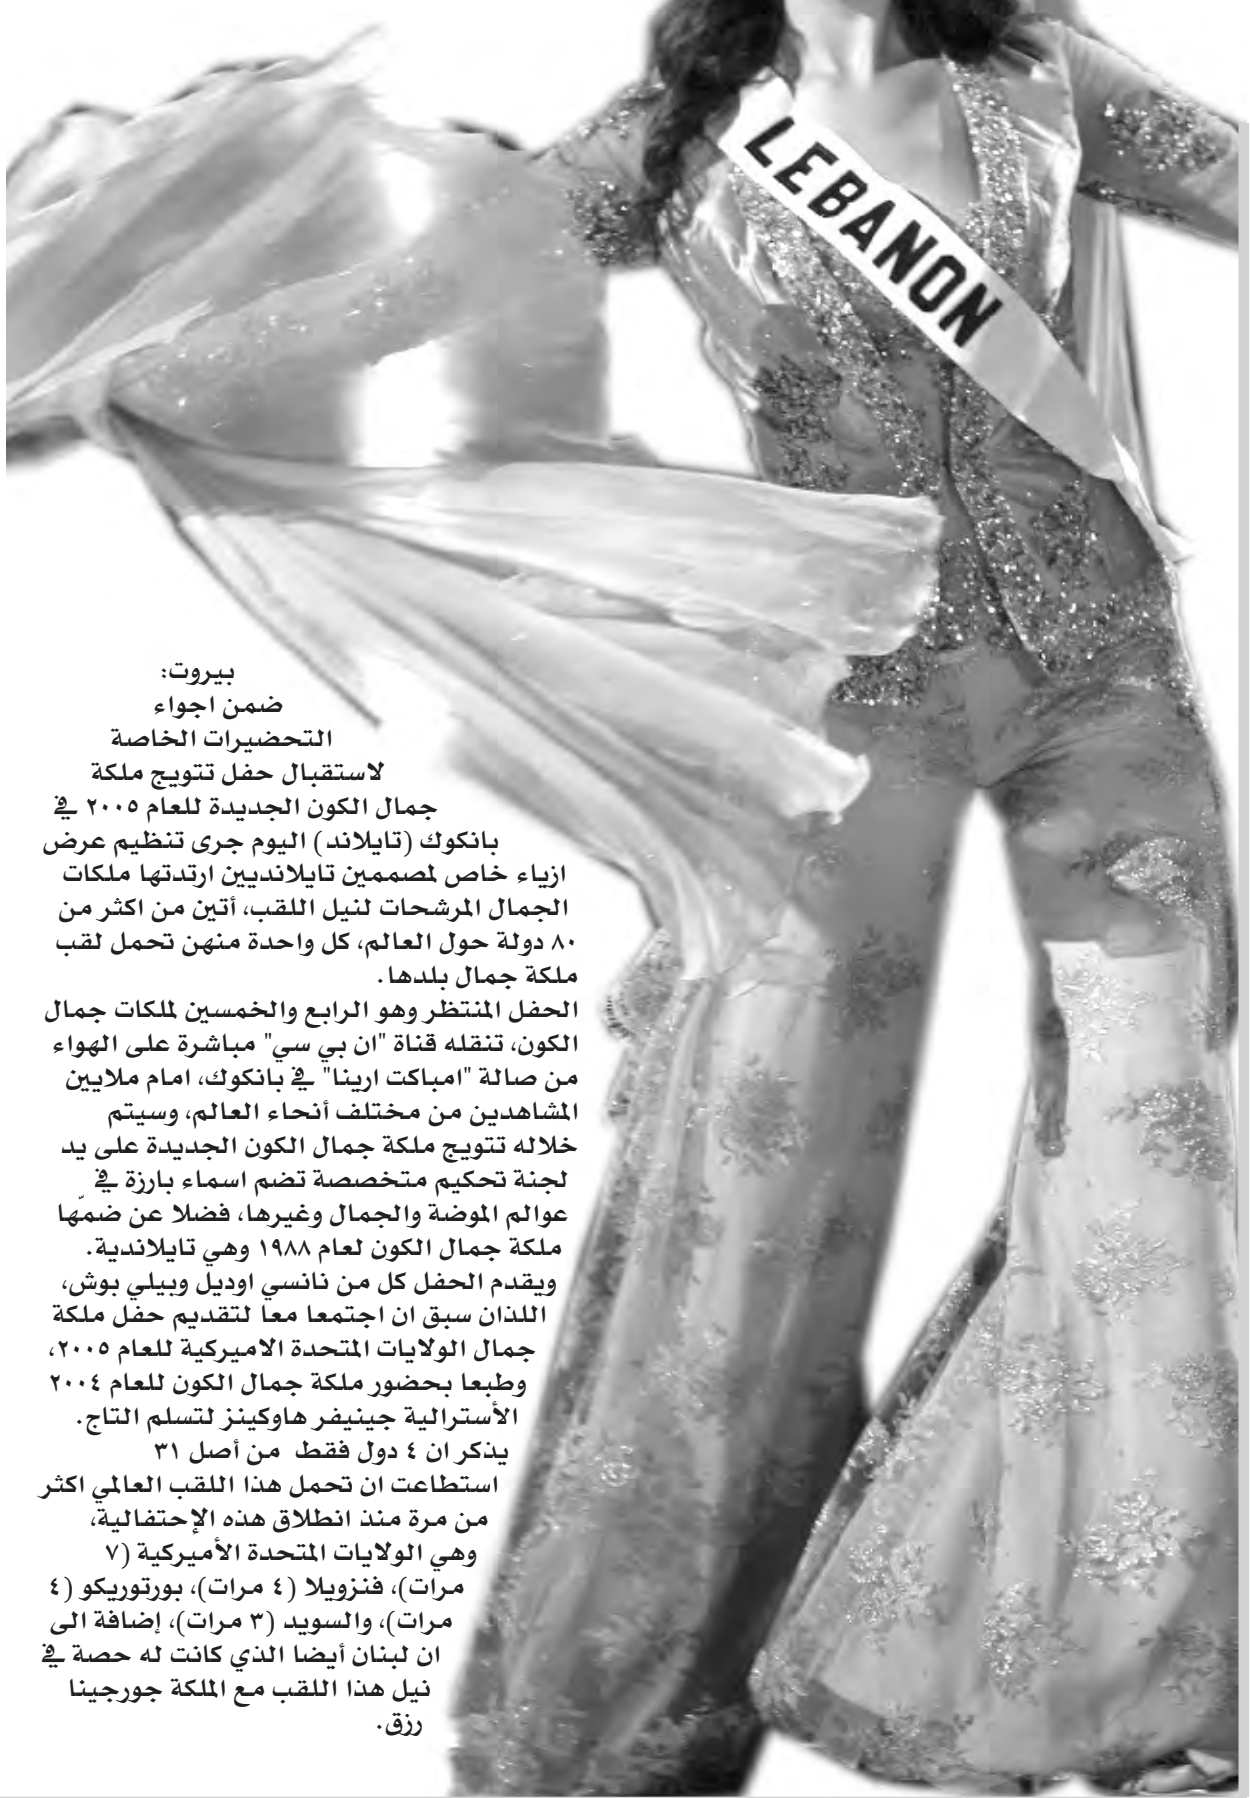 LEBANON
بيروت:
ضمن اجواء
التحضيرات الخاصة
لاستقبال حفل تتويج ملكة
جمال الكون الجديدة للعام ٢٠٠٥ في
بانكوك (تايلاند) اليوم جرى تنظيم عرض
ازياء خاص لمصممين تايلانديين ارتدتها ملكات
الجمال المرشحات لنيل اللقب، أتين من اكثر من
٨٠ دولة حول العالم، كل واحدة منهن تحمل لقب
ملكة جمال بلدها.
الحفل المنتظر وهو الرابع والخمسين لملكات جمال
الكون، تنقله قناة "ان بي سي" مباشرة على الهواء
من صالة "امباكت ارينا" في بانكوك، امام ملايين
المشاهدين من مختلف أنحاء العالم، وسيتم
خلاله تتويج ملكة جمال الكون الجديدة على يد
لجنة تحكيم متخصصة تضم اسماء بارزة في
عوالم الموضة والجمال وغيرها، فضلا عن ضمّها
ملكة جمال الكون لعام ١٩٨٨ وهي تايلاندية.
ويقدم الحفل كل من نانسي اوديل وبيلي بوش،
اللذان سبق ان اجتمعا معا لتقديم حفل ملكة
جمال الولايات المتحدة الاميركية للعام ٢٠٠٥،
وطبعا بحضور ملكة جمال الكون للعام ٢٠٠٤
الأسترالية جينيفر هاوكينز لتسلم التاج.
يذكر ان ٤ دول فقط من أصل ٣١
استطاعت ان تحمل هذا اللقب العالمي اكثر
من مرة منذ انطلاق هذه الإحتفالية،
وهي الولايات المتحدة الأميركية (٧
مرات)، فنزويلا (٤ مرات)، بورتوريكو (٤
مرات)، والسويد (٣ مرات)، إضافة الى
ان لبنان أيضا الذي كانت له حصة في
نيل هذا اللقب مع الملكة جورجينا
رزق.